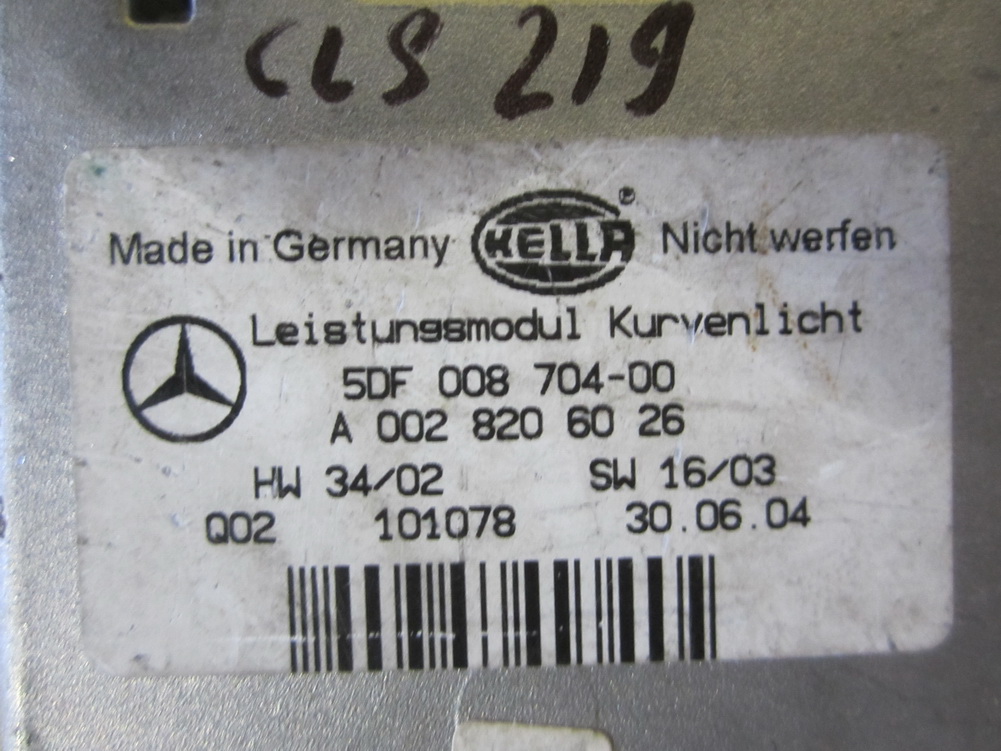 CLS 219
Made in Germany HELLA ® Nicht werfen
Leistungsmodul Kurvenlicht
5DF 008 704-00
A 002 820 60 26
HW 34/02 SW 16/03
Q02 101078 30.06.04